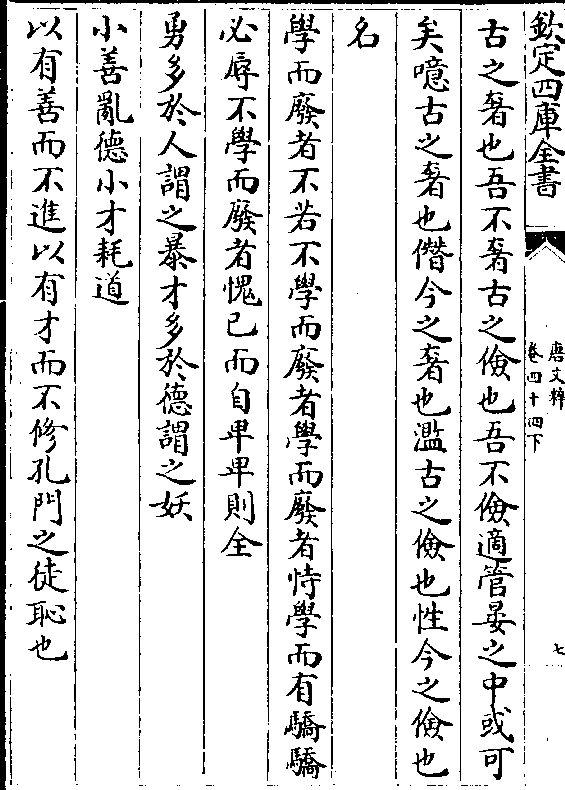 欽定四庫全書
唐文粹
卷四十四下
七
古之奢也吾不奢古之儉也吾不儉適管晏之中或可
矣噫古之奢也僭今之奢也濫古之儉也性今之儉也
名
學而廢者不若不學而廢者學而廢者恃學而有驕驕
必辱不學而廢者愧己而自卑卑則全
勇多於人謂之暴才多於德謂之妖
小善亂德小才耗道
以有善而不進以有才而不修孔門之徒恥也